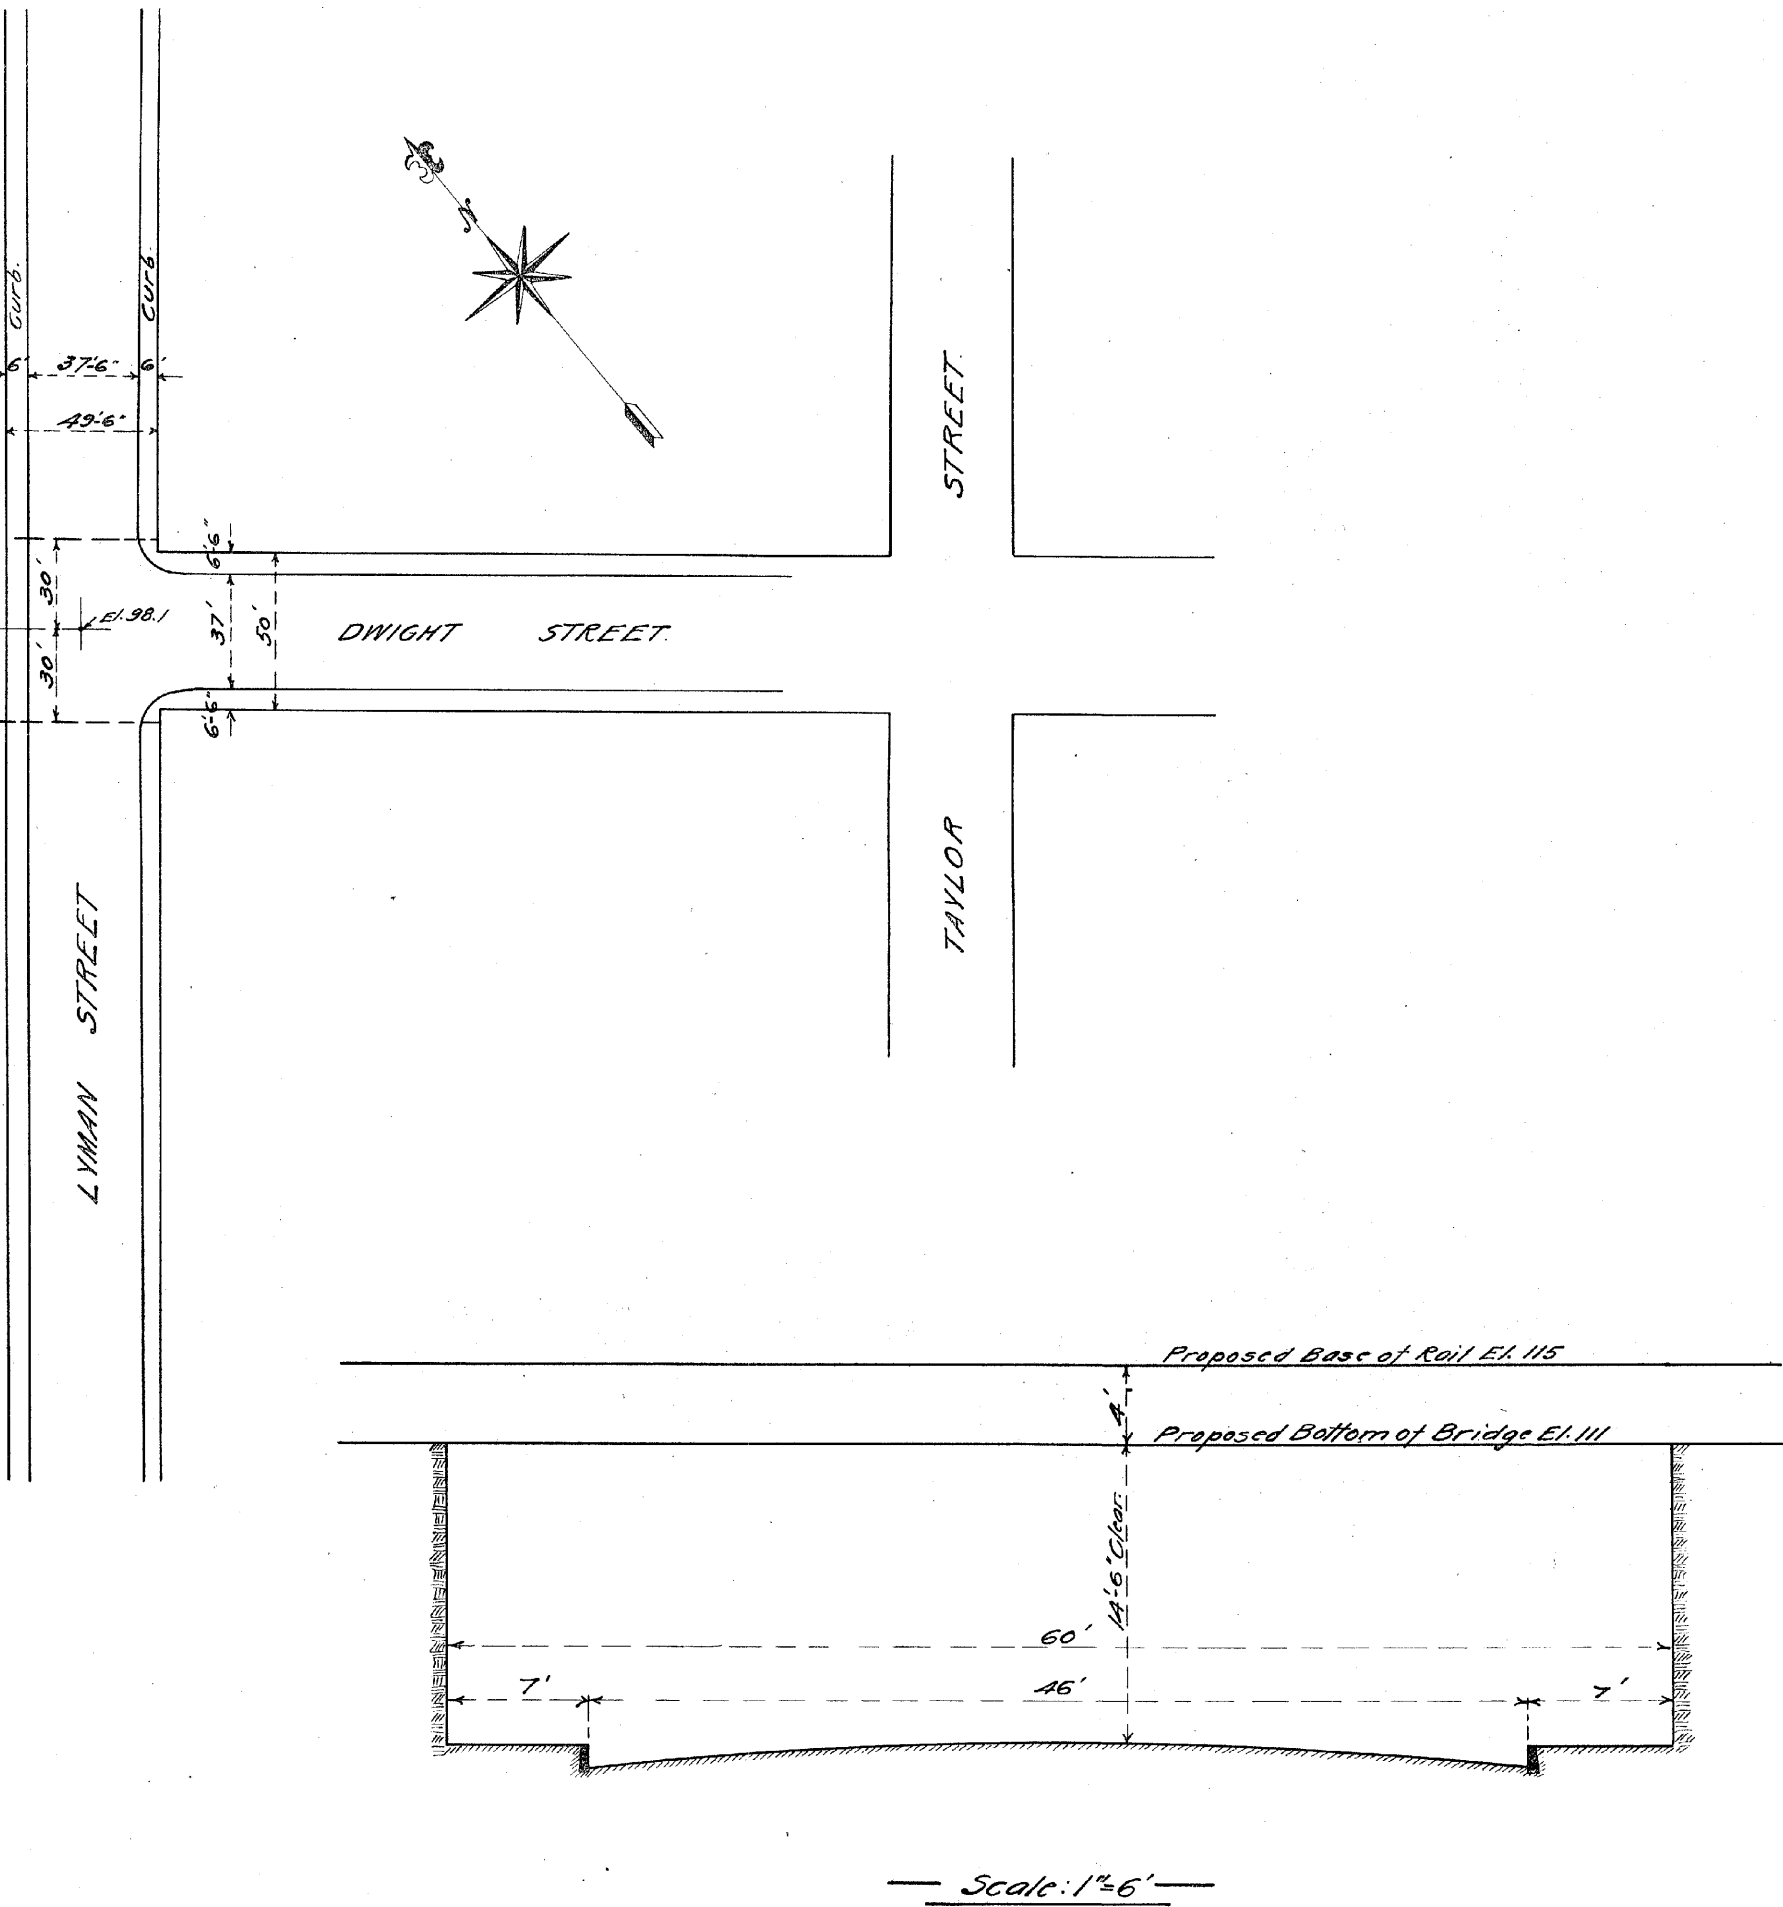 N
Curb.
Curb.
6'
37'-6"
6'
49'-6"
STREET.
6'-6"
30'
El. 98.1
37'
50'
DWIGHT STREET.
30'
6'-6"
TAYLOR
LYMAN STREET
Proposed Base of Rail El. 115
4'
Proposed Bottom of Bridge El. 111
14'-6" Clear.
60'
7'
46'
7'
Scale: 1"=6'